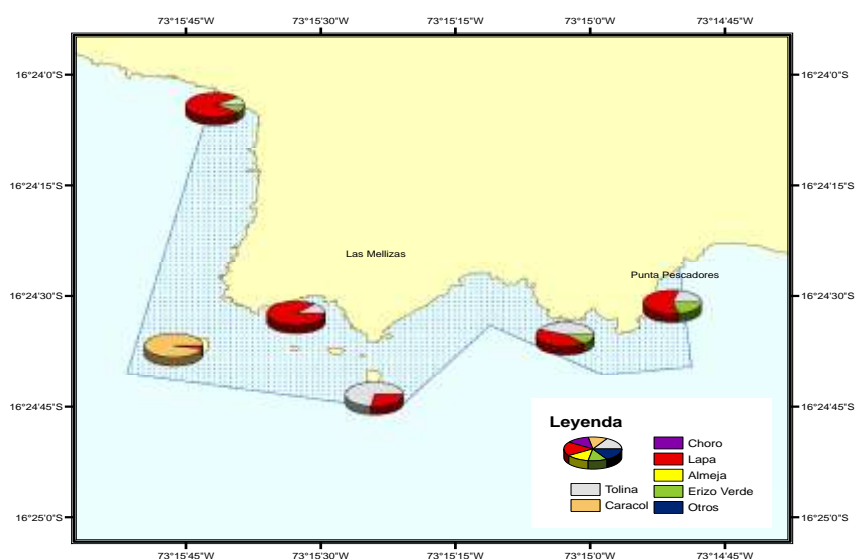 73°15'45"W 73°15'30"W 73°15'15"W 73°15'0"W 73°14'45"W
16°24'0"S 16°24'0"S
16°24'15"S 16°24'15"S
Las Mellizas
Punta Pescadores
16°24'30"S 16°24'30"S
16°24'45"S 16°24'45"S
Leyenda
Choro
Lapa
Almeja
Tolina Erizo Verde
Caracol Otros
16°25'0"S 16°25'0"S
73°15'45"W 73°15'30"W 73°15'15"W 73°15'0"W 73°14'45"W